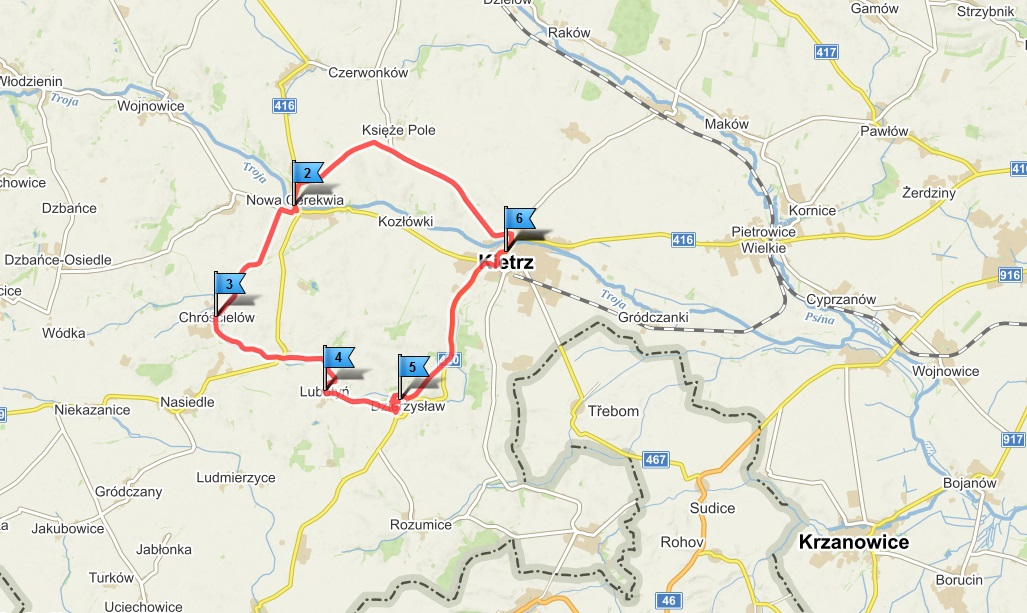 Dzielów
Gamów
Strzybnik
Raków
417
Czerwonków
Włodzienin
Troja
Wojnowice
416
Maków
Księże Pole
Pawłów
2
Troja
416
Nowa Cerekwia
Dzbańce
Żerdziny
Kozłówki
6
Kornice
Pietrowice
Wielkie
416
Dzbańce-Osiedle
Kietrz
916
3
Troja
Cyprzanów
Psina
Gródczanki
Chróścielów
Wódka
4
5
Wojnowice
Lubotyń
Nasiedle
Niekazanice
Dzierżysław
Třebom
917
467
Ludmierzyce
Bojanów
Gródczany
Sudice
Jakubowice
Rozumice
Jabłonka
Rohov
Krzanowice
Turków
Borucin
Uciechowice
46